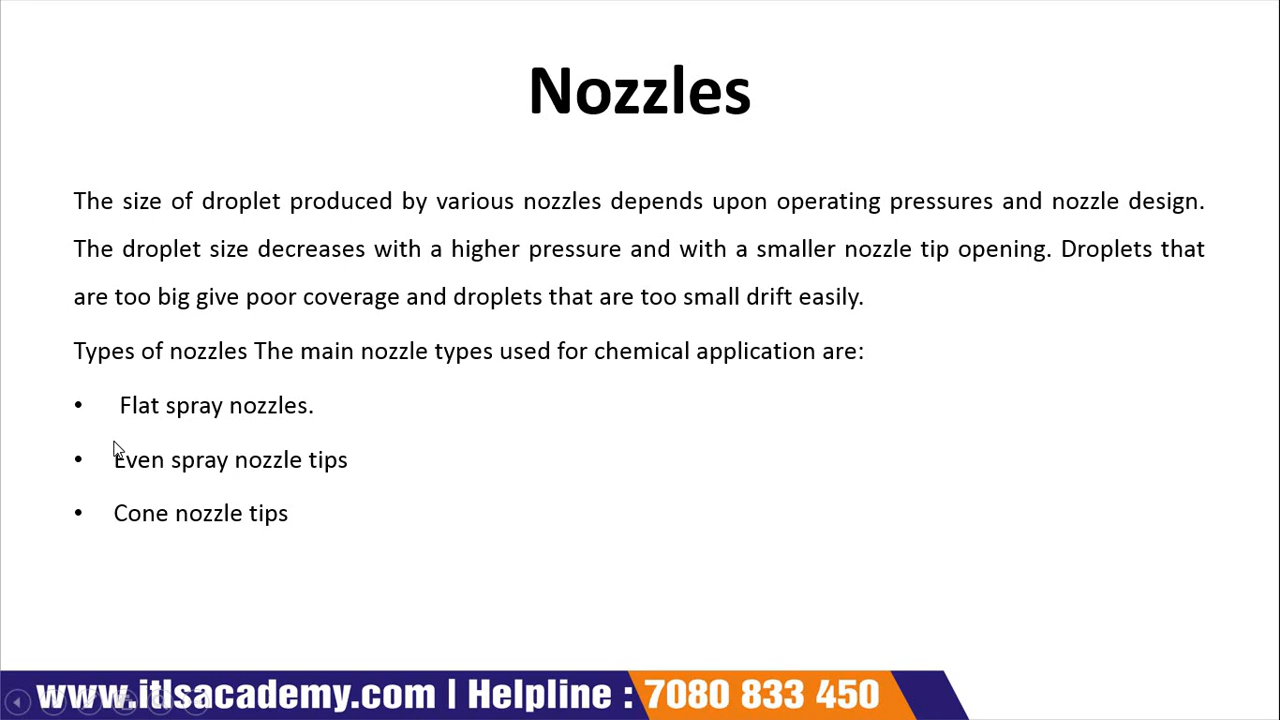 Nozzles
The size of droplet produced by various nozzles depends upon operating pressures and nozzle design.
The droplet size decreases with a higher pressure and with a smaller nozzle tip opening. Droplets that
are too big give poor coverage and droplets that are too small drift easily.
Types of nozzles The main nozzle types used for chemical application are:
• Flat spray nozzles.
• Even spray nozzle tips
• Cone nozzle tips
www.itlsacademy.com | Helpline : 7080 833 450